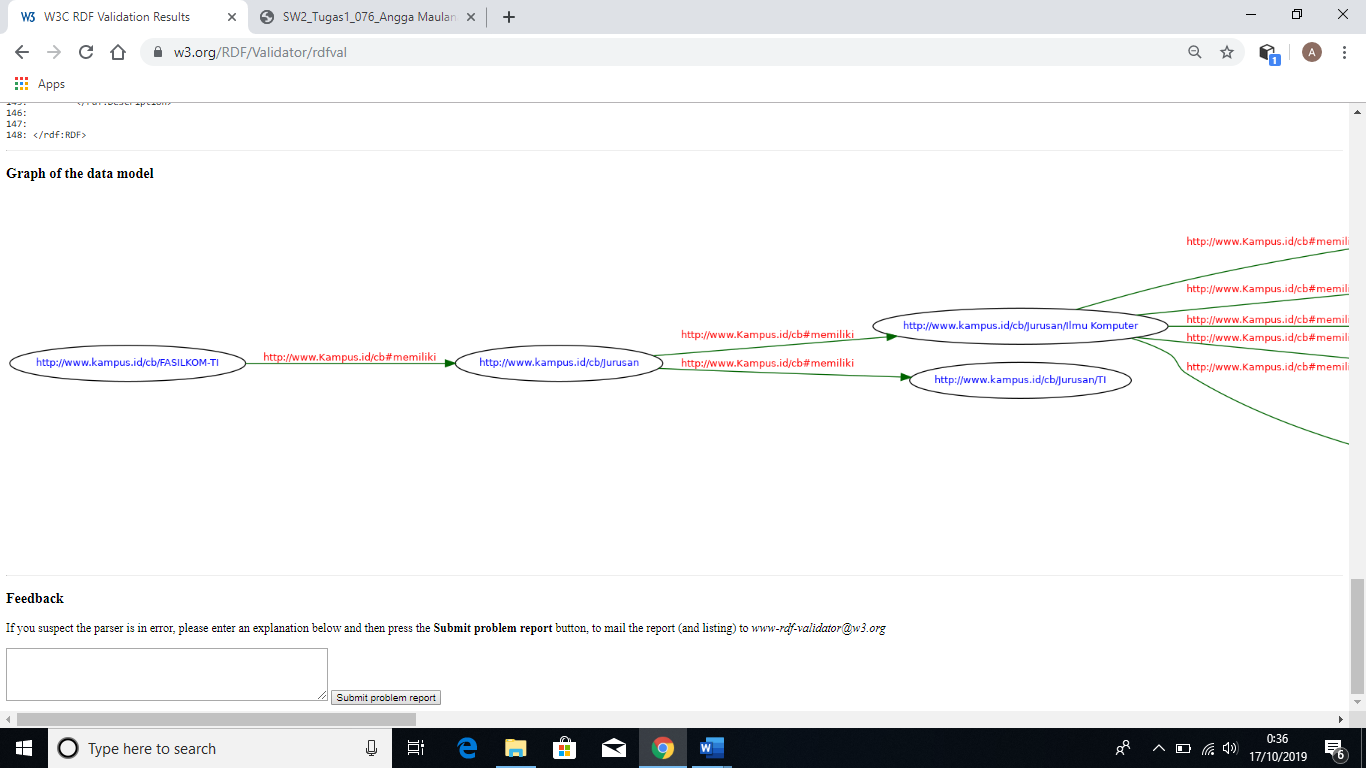 W3C RDF Validation Results
SW2_Tugas1_076_Angga Maulan
w3.org/RDF/Validator/rdfval
1
A
Apps
145: </rdf:Description>
146:
147:
148: </rdf:RDF>
Graph of the data model
http://www.Kampus.id/cb#memili
http://www.Kampus.id/cb#memili
http://www.Kampus.id/cb#memili
http://www.Kampus.id/cb#memili
http://www.Kampus.id/cb#memili
http://www.kampus.id/cb/Jurusan/Ilmu Komputer
http://www.Kampus.id/cb#memiliki
http://www.kampus.id/cb/FASILKOM-TI
http://www.Kampus.id/cb#memiliki
http://www.kampus.id/cb/Jurusan
http://www.Kampus.id/cb#memiliki
http://www.kampus.id/cb/Jurusan/TI
Feedback
If you suspect the parser is in error, please enter an explanation below and then press the Submit problem report button, to mail the report (and listing) to www-rdf-validator@w3.org
Submit problem report
Type here to search
0:36
17/10/2019
6